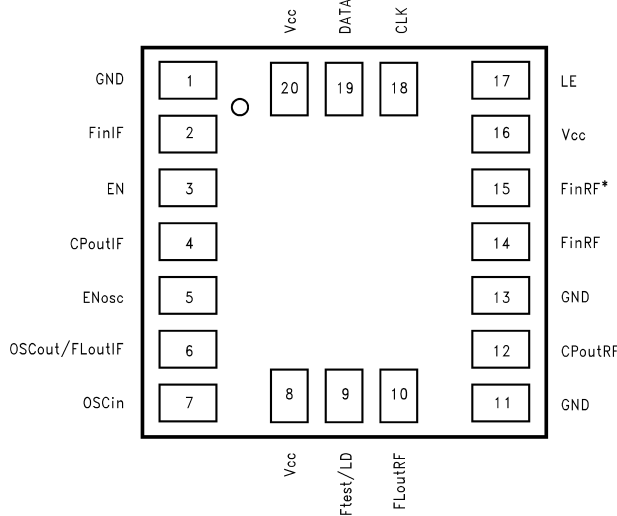 Vcc
DATA
CLK
GND 1 20 19 18 17 LE
FinIF 2 16 Vcc
EN 3 15 FinRF*
CPoutIF 4 14 FinRF
ENosc 5 13 GND
OSCout/FLoutIF 6 12 CPoutRF
OSCin 7 8 9 10 11 GND
Vcc
Ftest/LD
FLoutRF